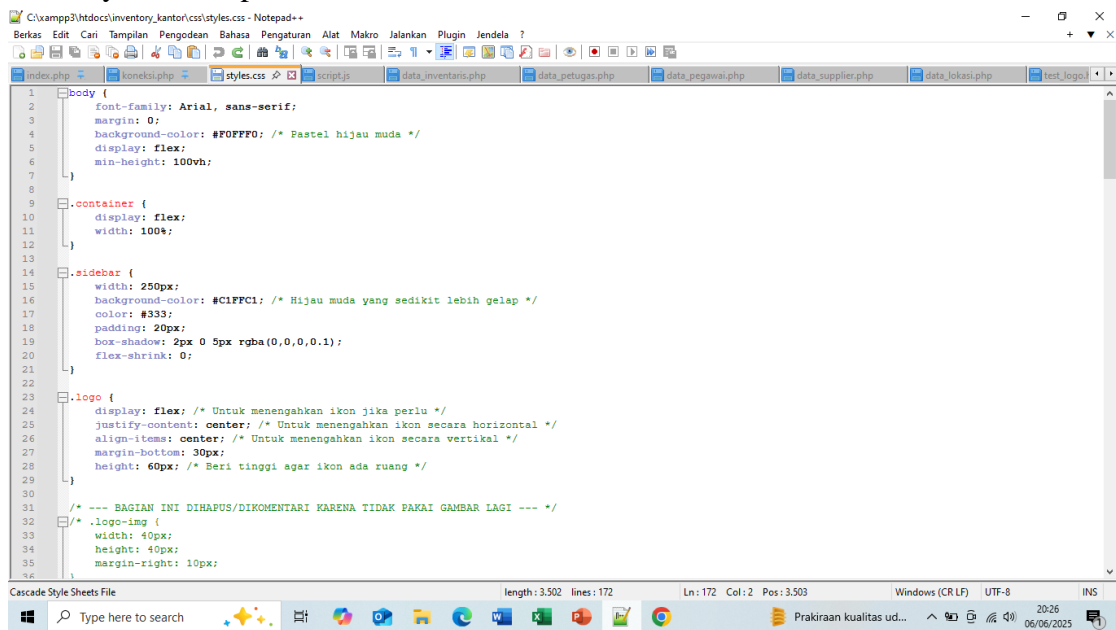 C:\xampp3\htdocs\inventory_kantor\css\styles.css - Notepad++
Berkas Edit Cari Tampilan Pengodean Bahasa Pengaturan Alat Makro Jalankan Plugin Jendela ?
index.php koneksi.php styles.css script.js data_inventaris.php data_petugas.php data_pegawai.php data_supplier.php data_lokasi.php
1 body {
2 font-family: Arial, sans-serif;
3 margin: 0;
4 background-color: #F0FFF0; /* Pastel hijau muda */
5 display: flex;
6 min-height: 100vh;
7 }
8
9 .container {
10 display: flex;
11 width: 100%;
12 }
13
14 .sidebar {
15 width: 250px;
16 background-color: #C1FFC1; /* Hijau muda yang sedikit lebih gelap */
17 color: #333;
18 padding: 20px;
19 box-shadow: 2px 0 5px rgba(0,0,0,0.1);
20 flex-shrink: 0;
21 }
22
23 .logo {
24 display: flex; /* Untuk menengahkan ikon jika perlu */
25 justify-content: center; /* Untuk menengahkan ikon secara horizontal */
26 align-items: center; /* Untuk menengahkan ikon secara vertikal */
27 margin-bottom: 30px;
28 height: 60px; /* Beri tinggi agar ikon ada ruang */
29 }
30
31 /* --- BAGIAN INI DIHAPUS/DIKOMENTARI KARENA TIDAK PAKAI GAMBAR LAGI --- */
32 /* .logo-img {
33 width: 40px;
34 height: 40px;
35 margin-right: 10px;
36 }
Cascade Style Sheets File length : 3.502 lines : 172 Ln : 172 Col : 2 Pos : 3.503 Windows (CR LF) UTF-8 INS
Type here to search Prakiraan kualitas ud... 20:26
06/06/2025